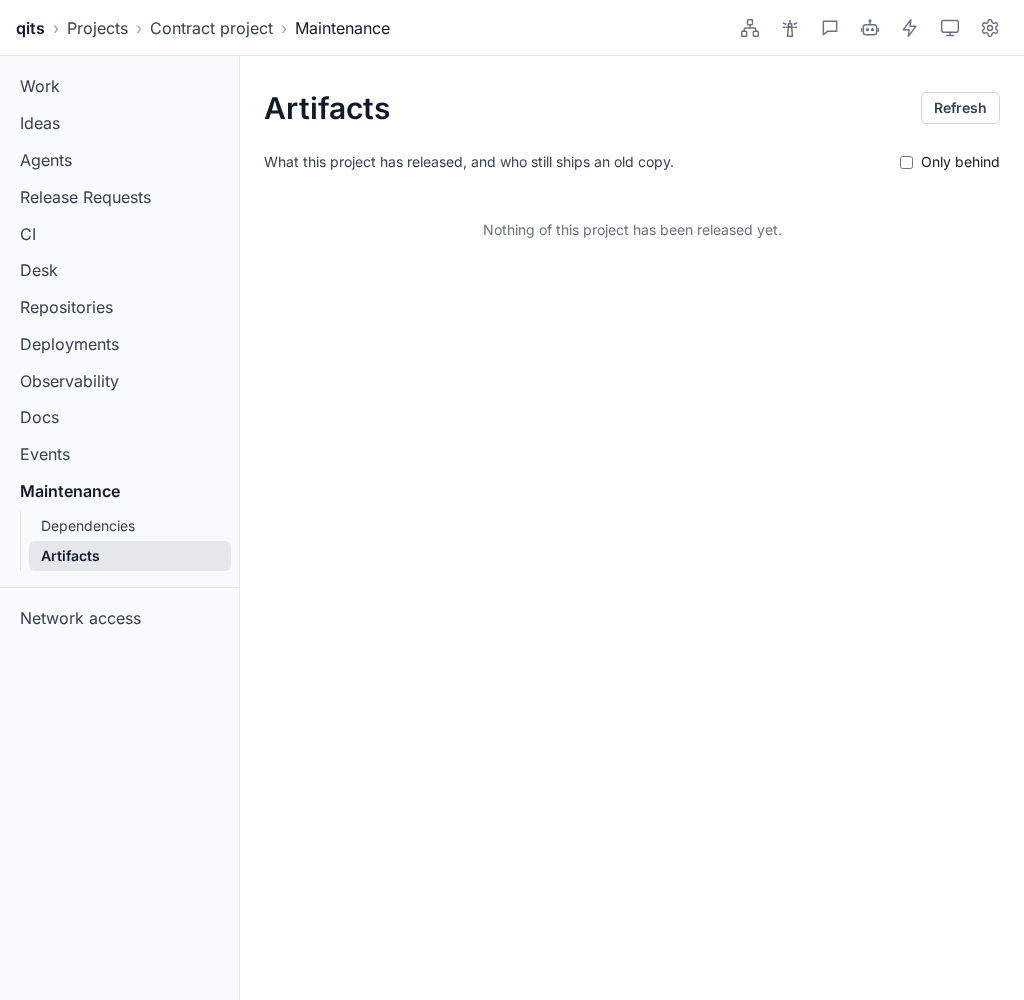 qits › Projects › Contract project › Maintenance
Work
Ideas
Agents
Release Requests
CI
Desk
Repositories
Deployments
Observability
Docs
Events
Maintenance
Dependencies
Artifacts
Network access
Artifacts
Refresh
What this project has released, and who still ships an old copy.
Only behind
Nothing of this project has been released yet.